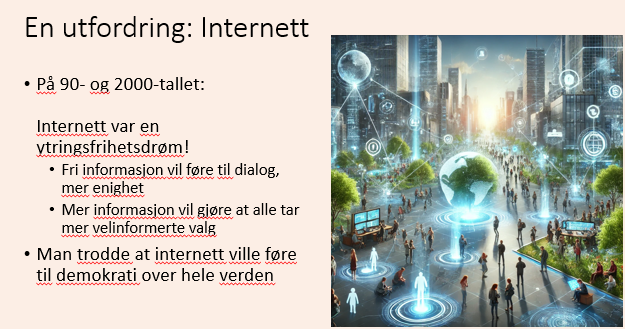 En utfordring: Internett
• På 90- og 2000-tallet:
Internett var en
ytringsfrihetsdrøm!
• Fri informasjon vil føre til dialog,
mer enighet
• Mer informasjon vil gjøre at alle tar
mer velinformerte valg
• Man trodde at internett ville føre
til demokrati over hele verden